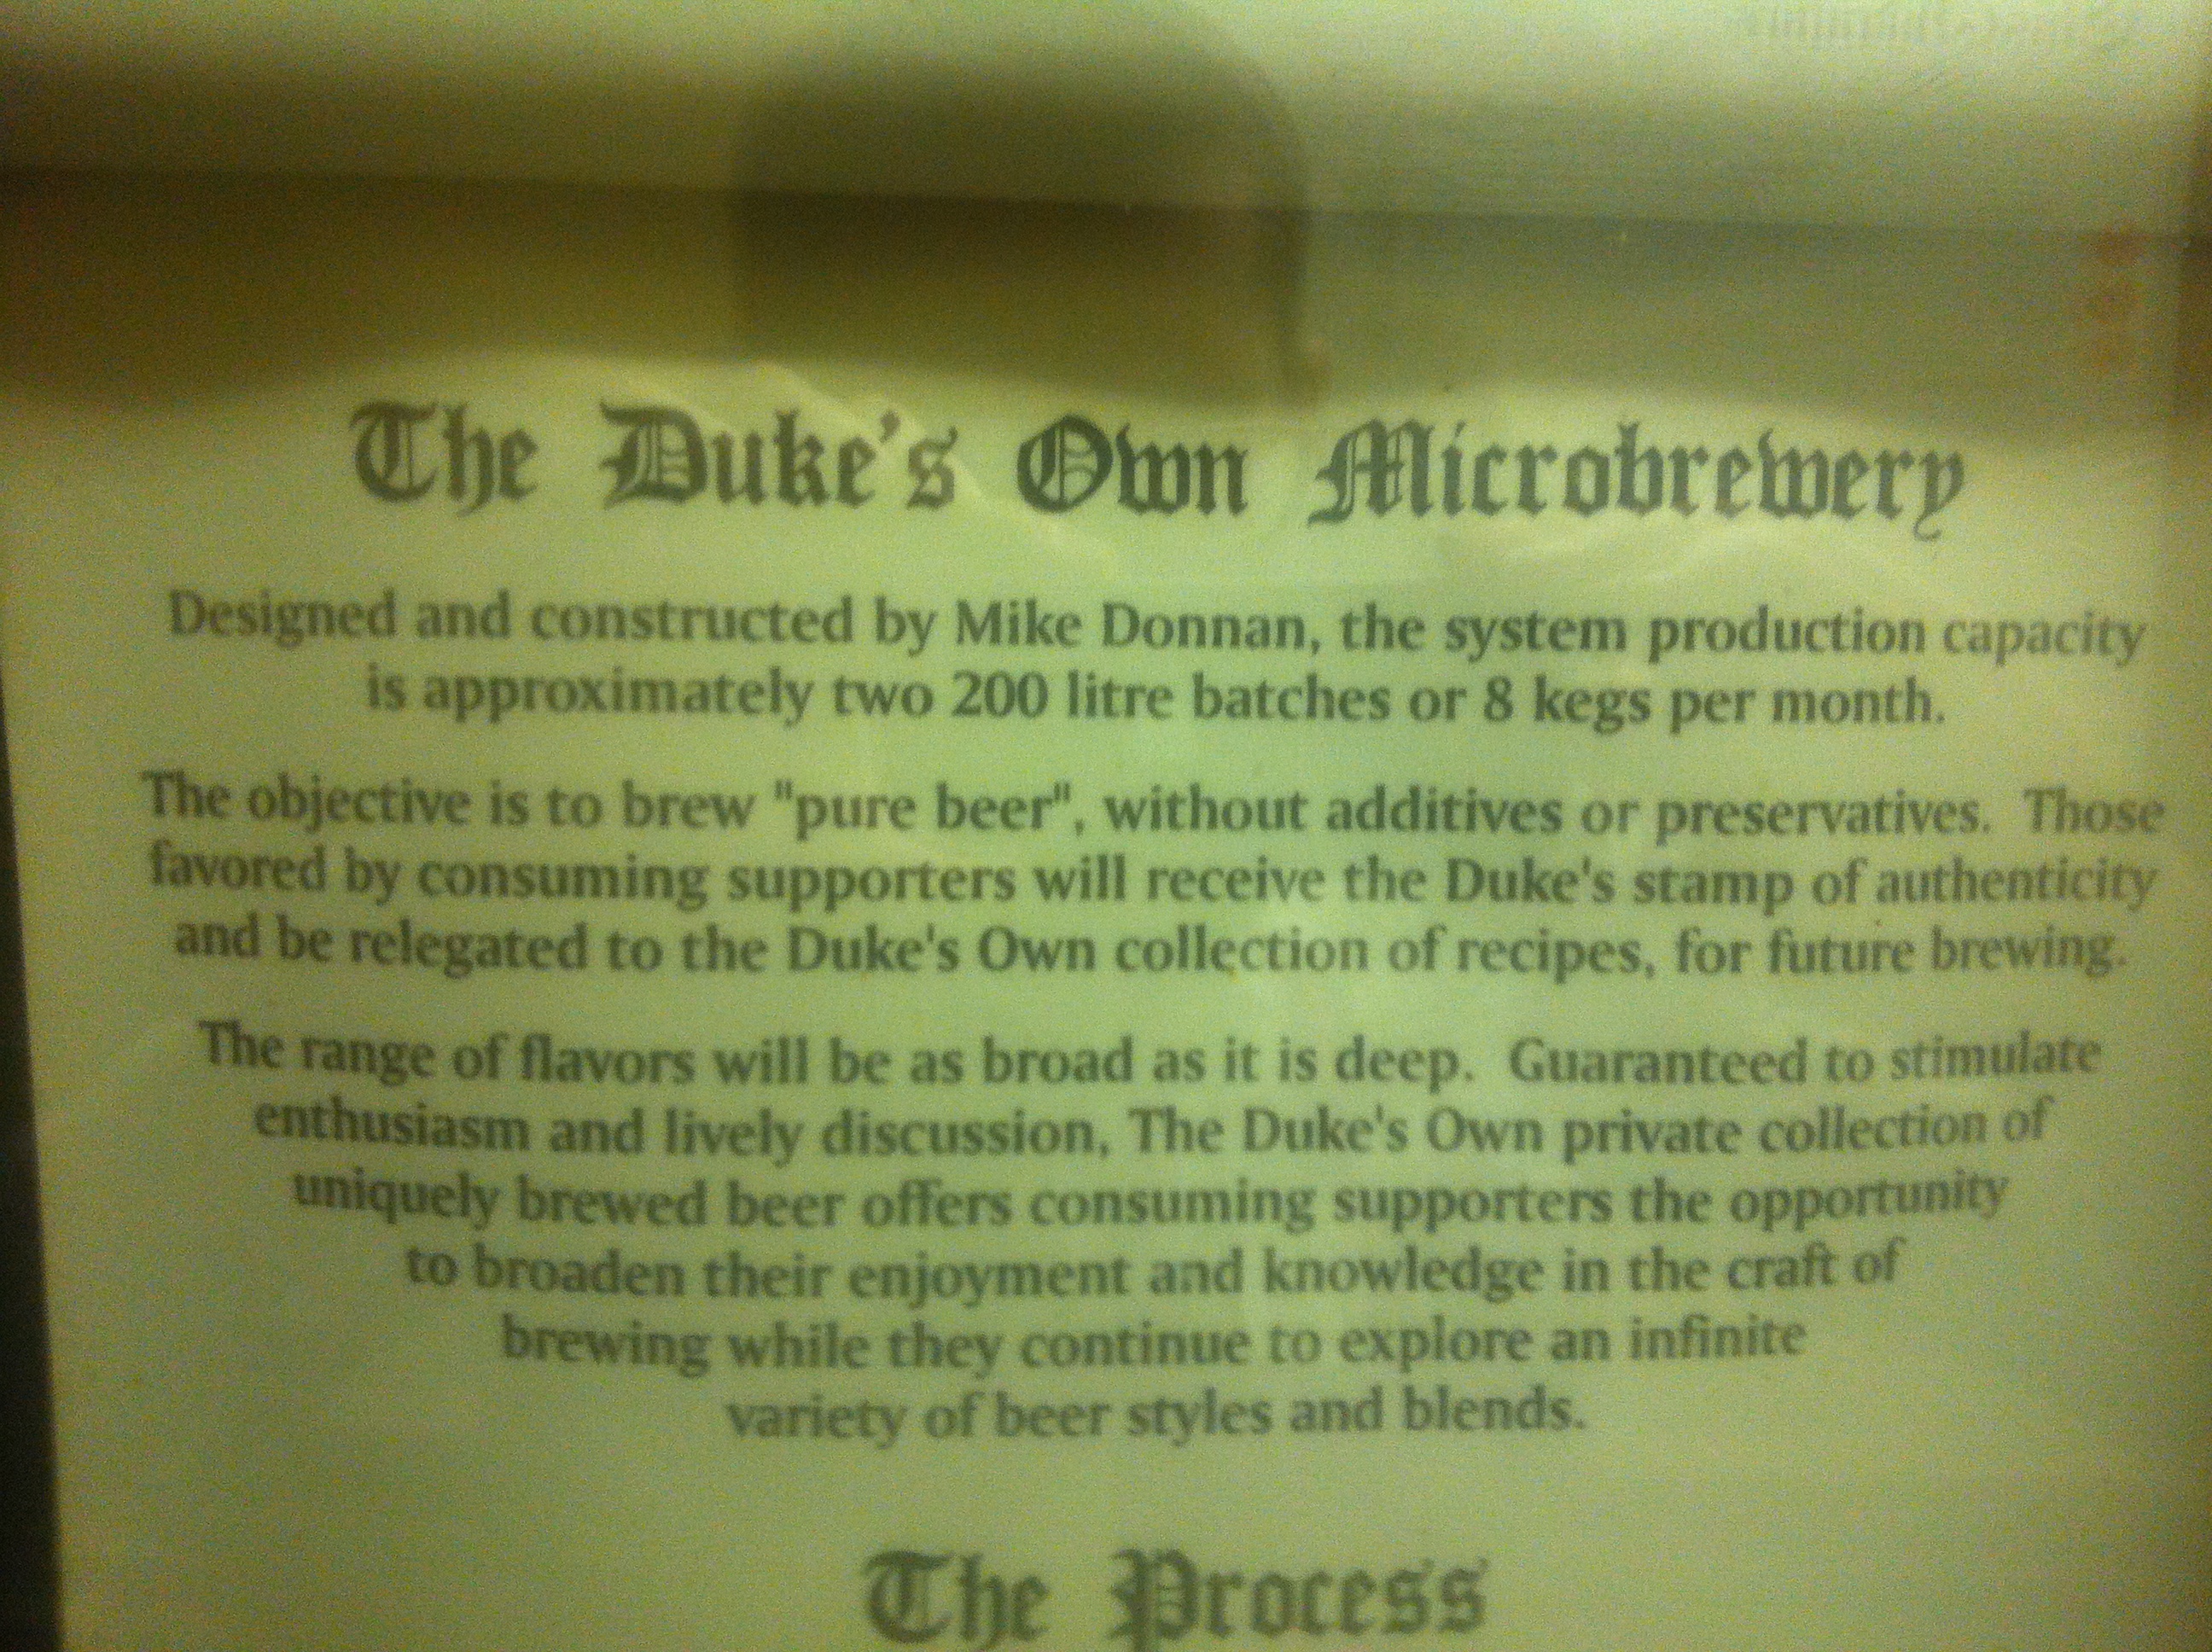 The Duke's Own Microbrewery
Designed and constructed by Mike Donnan, the system production capacity
is approximately two 200 litre batches or 8 kegs per month.
The objective is to brew "pure beer", without additives or preservatives. Those
favored by consuming supporters will receive the Duke's stamp of authenticity
and be relegated to the Duke's Own collection of recipes, for future brewing.
The range of flavors will be as broad as it is deep. Guaranteed to stimulate
enthusiasm and lively discussion, The Duke's Own private collection of
uniquely brewed beer offers consuming supporters the opportunity
to broaden their enjoyment and knowledge in the craft of
brewing while they continue to explore an infinite
variety of beer styles and blends.
The Process